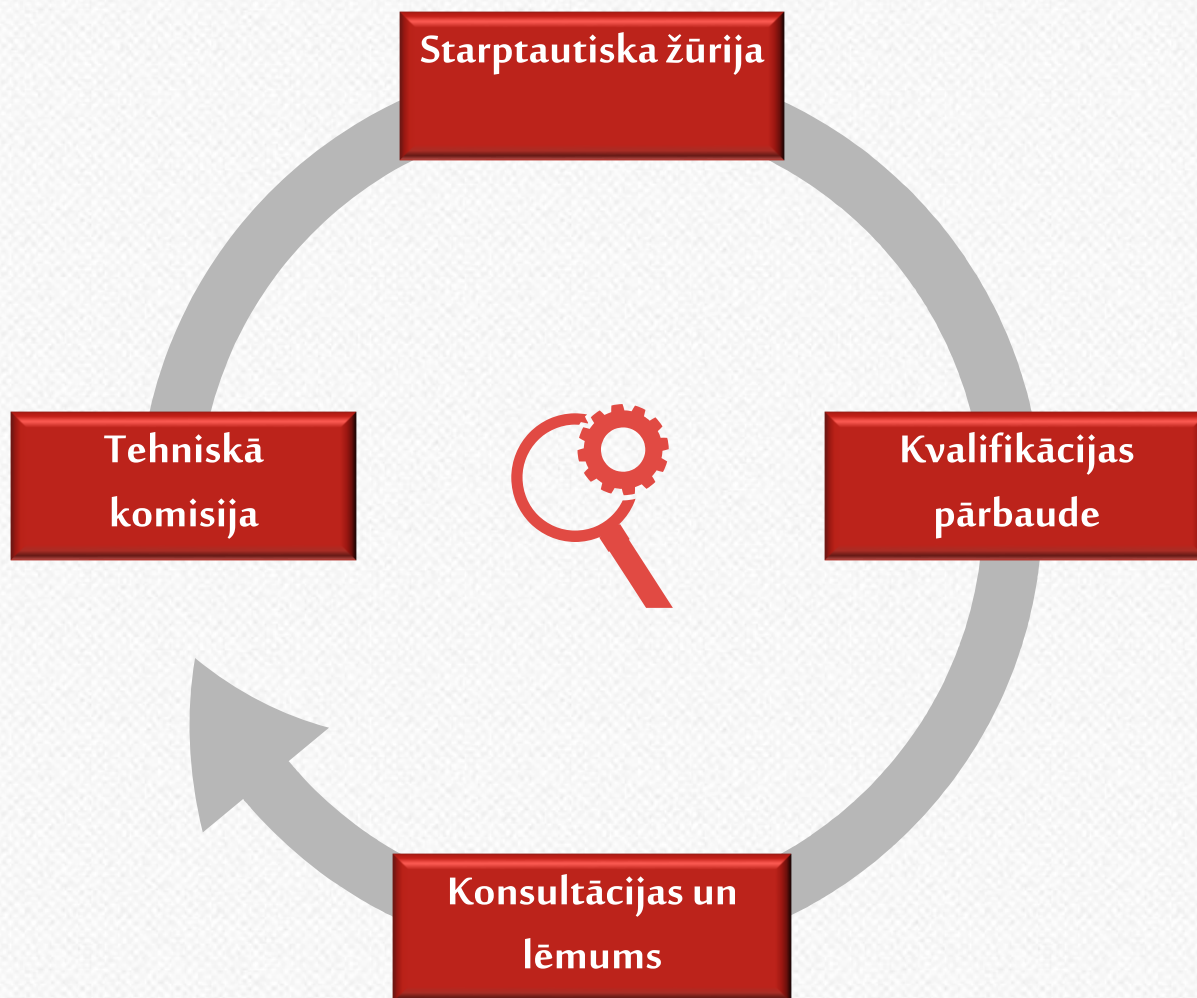 Starptautiska žūrija
Tehniskā
komisija
Kvalifikācijas
pārbaude
Konsultācijas un
lēmums